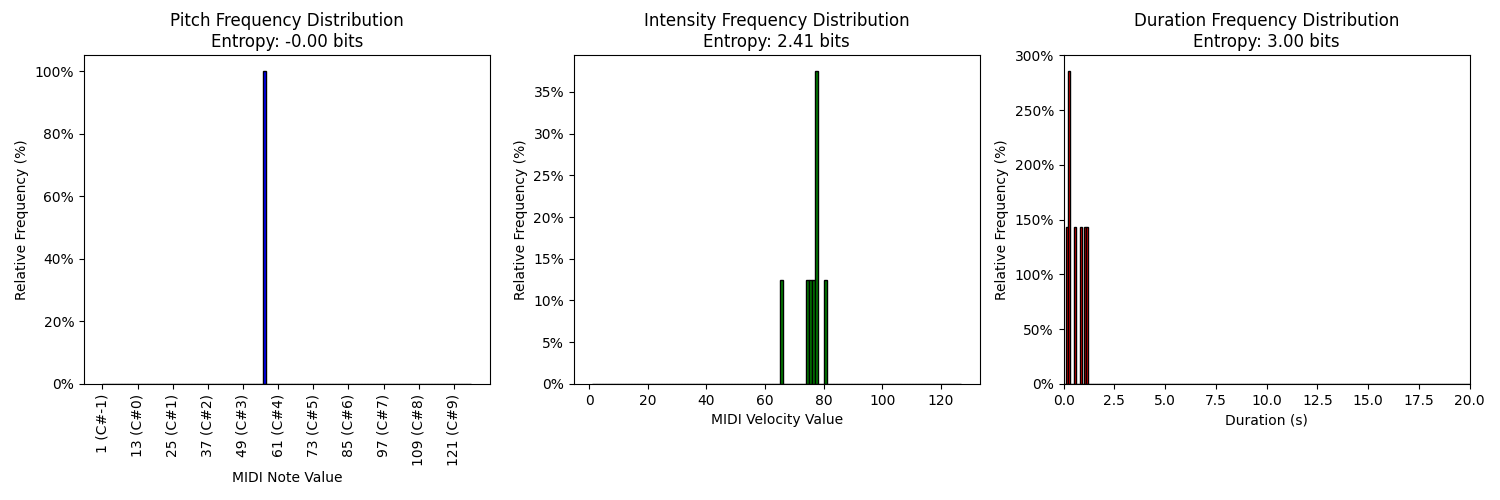 Pitch Frequency Distribution
Entropy: -0.00 bits
Relative Frequency (%)
100%
80%
60%
40%
20%
0%
1 (C#-1)
13 (C#0)
25 (C#1)
37 (C#2)
49 (C#3)
61 (C#4)
73 (C#5)
85 (C#6)
97 (C#7)
109 (C#8)
121 (C#9)
MIDI Note Value
Intensity Frequency Distribution
Entropy: 2.41 bits
Relative Frequency (%)
35%
30%
25%
20%
15%
10%
5%
0%
0 20 40 60 80 100 120
MIDI Velocity Value
Duration Frequency Distribution
Entropy: 3.00 bits
Relative Frequency (%)
300%
250%
200%
150%
100%
50%
0%
0.0 2.5 5.0 7.5 10.0 12.5 15.0 17.5 20.0
Duration (s)